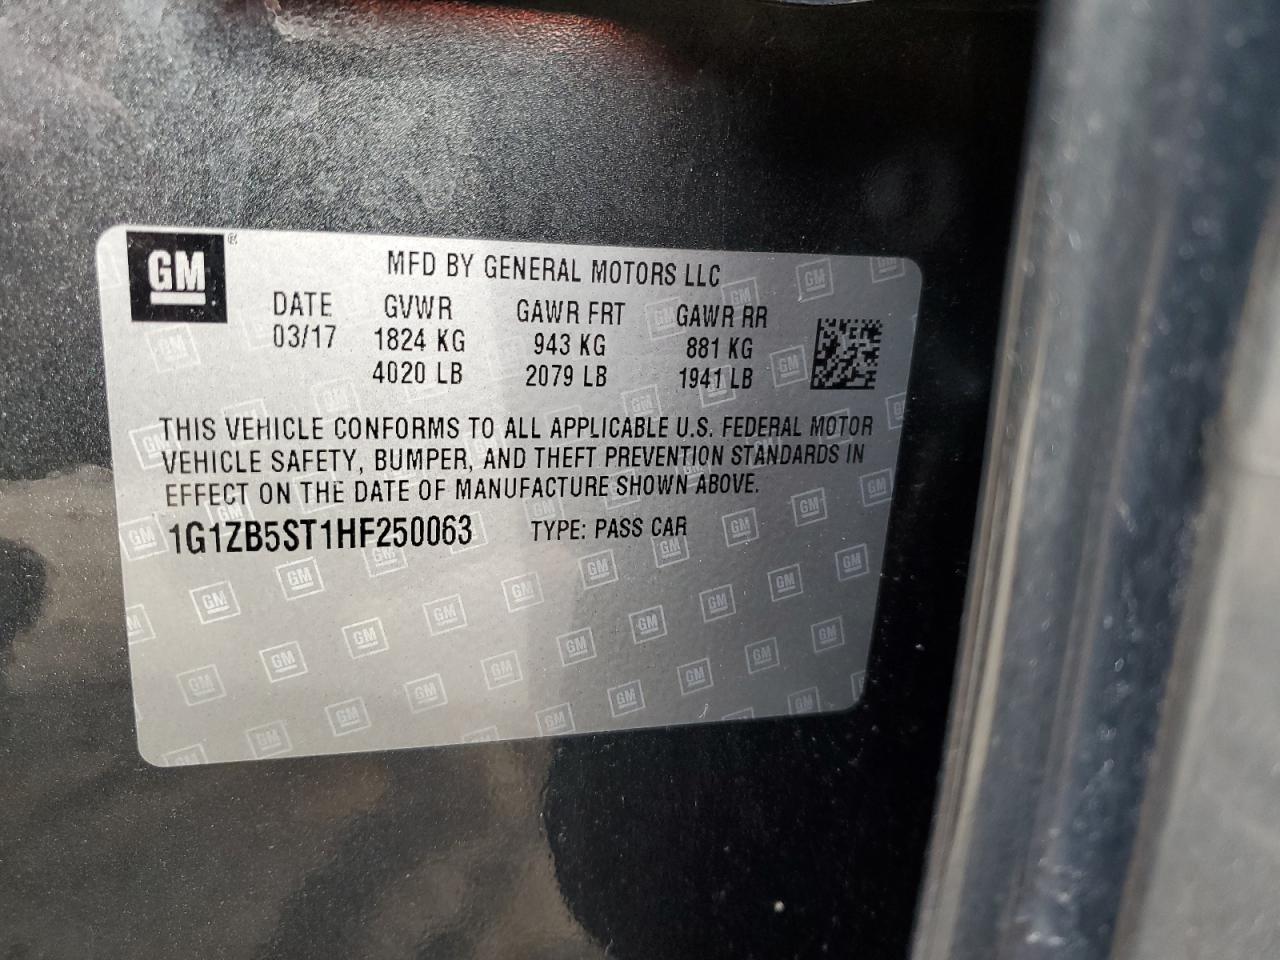 GM ®
MFD BY GENERAL MOTORS LLC
DATE GVWR GAWR FRT GAWR RR
03/17 1824 KG 943 KG 881 KG
4020 LB 2079 LB 1941 LB
THIS VEHICLE CONFORMS TO ALL APPLICABLE U.S. FEDERAL MOTOR
VEHICLE SAFETY, BUMPER, AND THEFT PREVENTION STANDARDS IN
EFFECT ON THE DATE OF MANUFACTURE SHOWN ABOVE.
1G1ZB5ST1HF250063 TYPE: PASS CAR